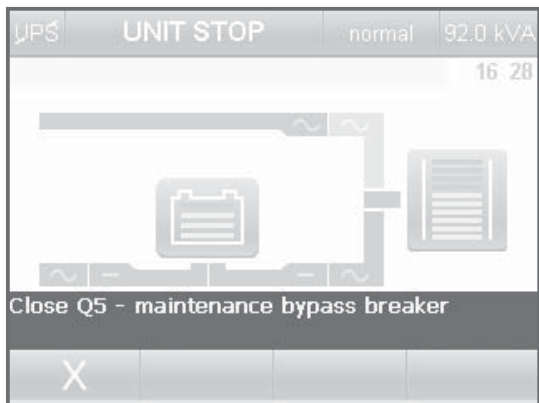 UPS UNIT STOP normal 92.0 kVA
16 28
Close Q5 - maintenance bypass breaker
X